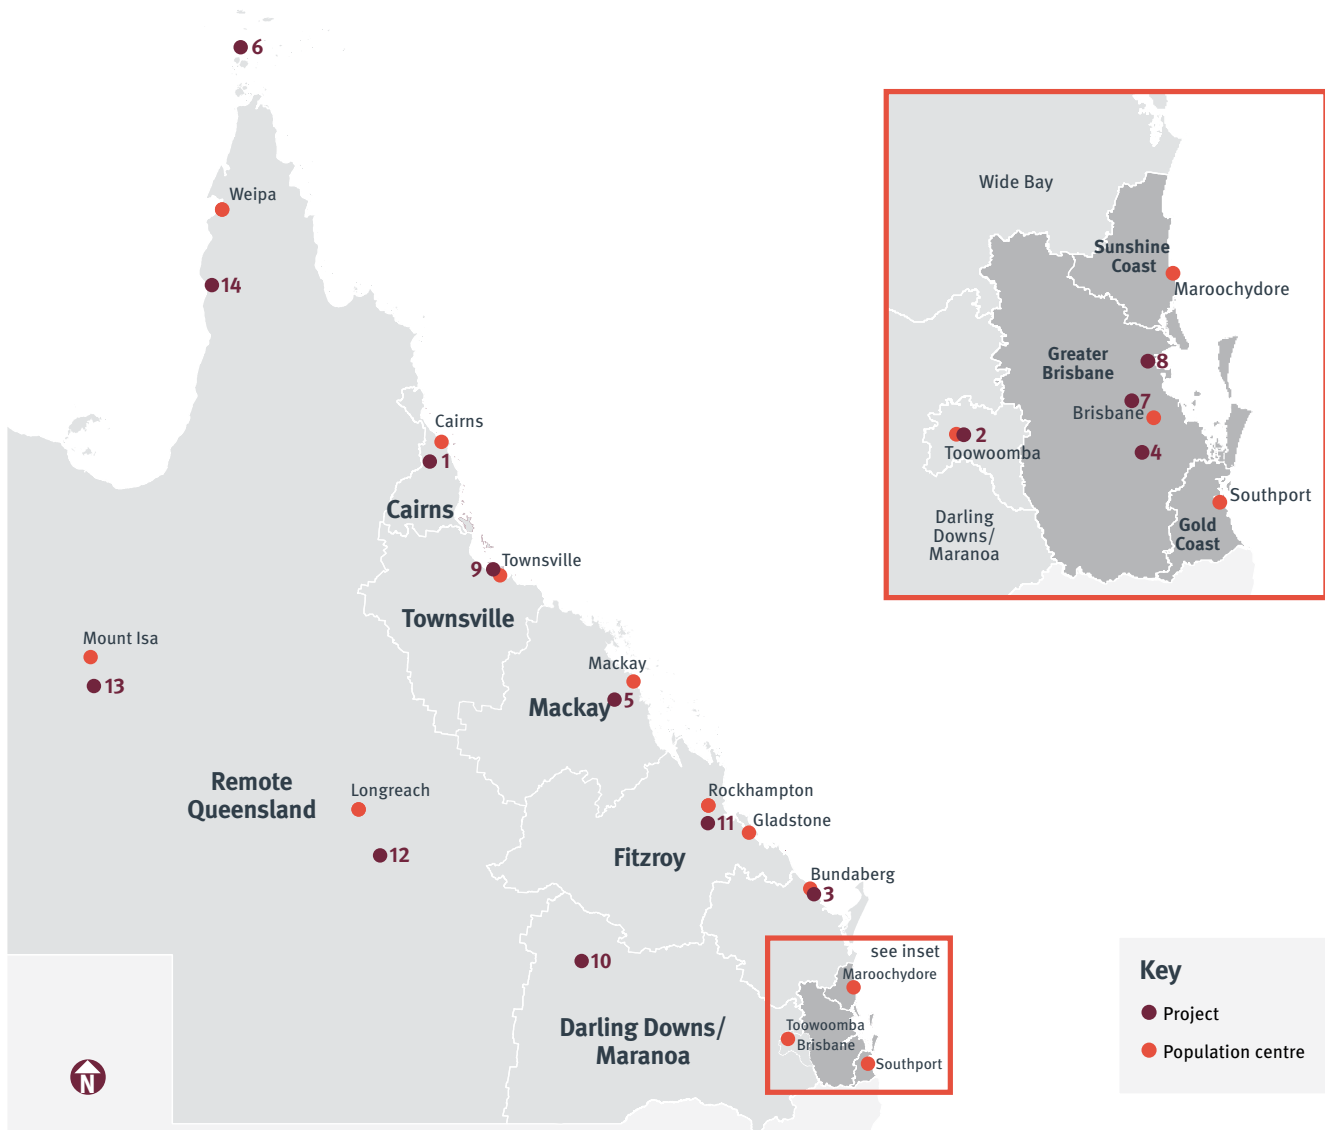 6
Weipa
14
Cairns
1
Cairns
9
Townsville
Townsville
Mount Isa
13
Mackay
5
Mackay
Remote
Queensland
Longreach
12
Rockhampton
11
Gladstone
Fitzroy
Bundaberg
3
10
Darling Downs/
Maranoa
see inset
Maroochydore
Toowoomba
Brisbane
Southport
N
Wide Bay
Sunshine
Coast
Maroochydore
Greater
Brisbane
8
7
Brisbane
2
Toowoomba
4
Southport
Gold
Coast
Darling
Downs/
Maranoa
Key
Project
Population centre